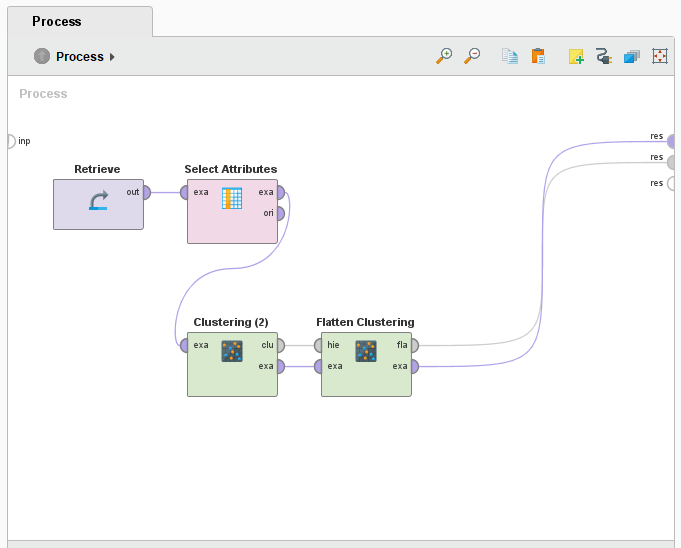 Process
Process
Process
inp
res
res
res
Retrieve
out
Select Attributes
exa
exa
ori
Clustering (2)
exa
clu
exa
Flatten Clustering
hie
fla
exa
exa